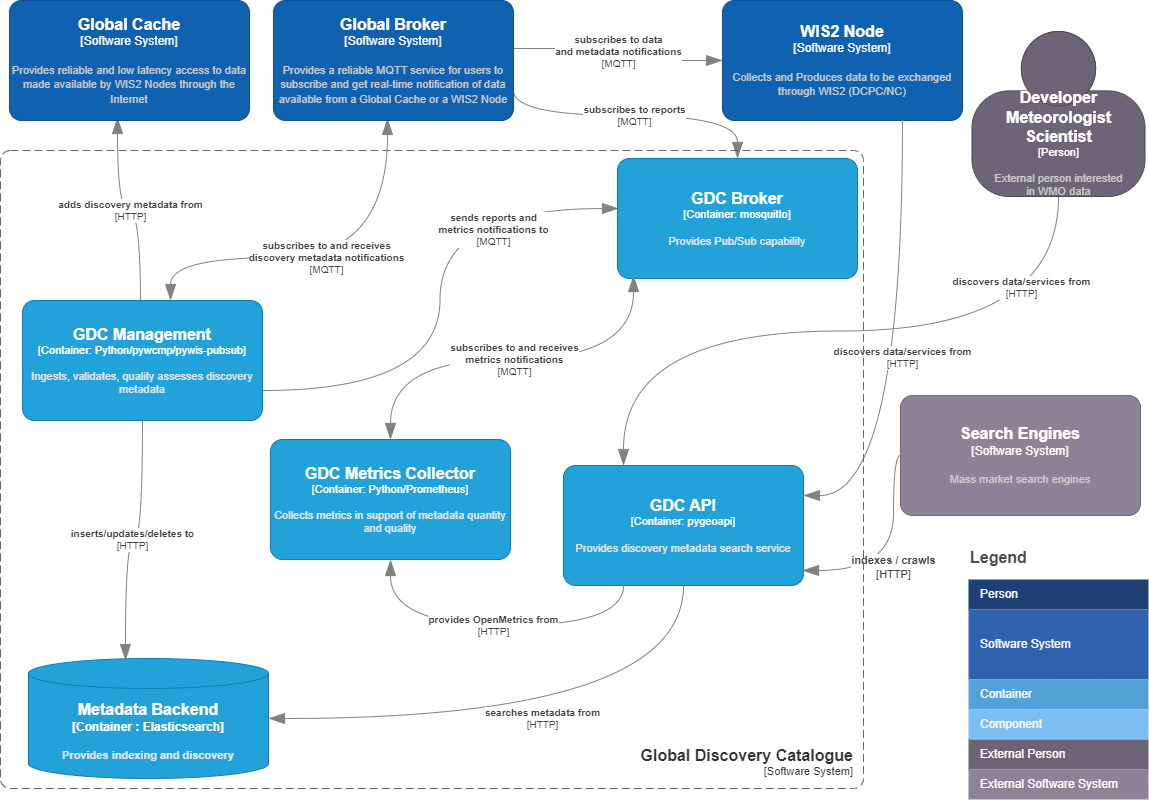 Global Cache
[Software System]
Provides reliable and low latency access to data
made available by WIS2 Nodes through the
Internet
Global Broker
[Software System]
Provides a reliable MQTT service for users to
subscribe and get real-time notification of data
available from a Global Cache or a WIS2 Node
subscribes to data
and metadata notifications
[MQTT]
WIS2 Node
[Software System]
Collects and Produces data to be exchanged
through WIS2 (DCPC/NC)
subscribes to reports
[MQTT]
Developer
Meteorologist
Scientist
[Person]
External person interested
in WMO data
adds discovery metadata from
[HTTP]
subscribes to and receives
discovery metadata notifications
[MQTT]
sends reports and
metrics notifications to
[MQTT]
GDC Broker
[Container: mosquitto]
Provides Pub/Sub capability
discovers data/services from
[HTTP]
GDC Management
[Container: Python/pywcmp/pywis-pubsub]
Ingests, validates, quality assesses discovery
metadata
subscribes to and receives
metrics notifications
[MQTT]
discovers data/services from
[HTTP]
Search Engines
[Software System]
Mass market search engines
GDC Metrics Collector
[Container: Python/Prometheus]
Collects metrics in support of metadata quantity
and quality
GDC API
[Container: pygeoapi]
Provides discovery metadata search service
inserts/updates/deletes to
[HTTP]
indexes / crawls
[HTTP]
provides OpenMetrics from
[HTTP]
Metadata Backend
[Container : Elasticsearch]
Provides indexing and discovery
searches metadata from
[HTTP]
Global Discovery Catalogue
[Software System]
Legend
Person
Software System
Container
Component
External Person
External Software System